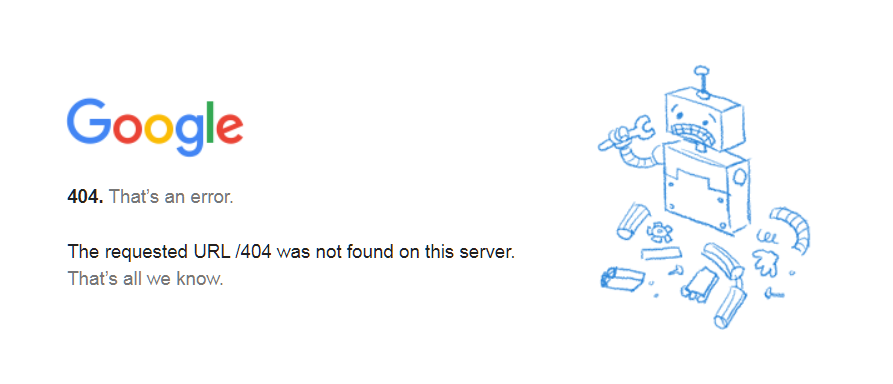 Google
404. That's an error.
The requested URL /404 was not found on this server.
That's all we know.